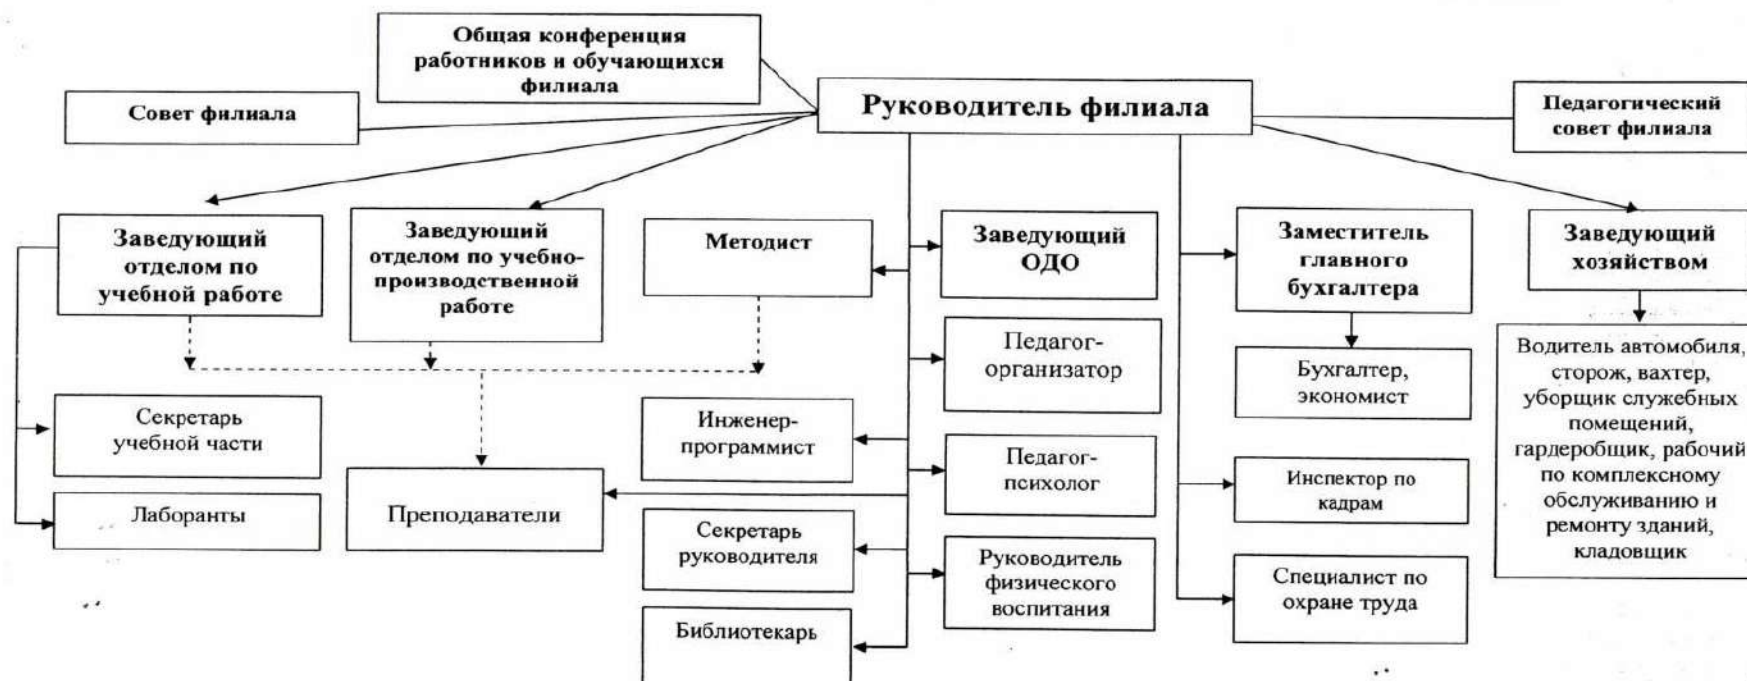 Общая конференция
работников и обучающихся
филиала
Руководитель филиала
Совет филиала
Педагогический
совет филиала
Заведующий
отделом по
учебной работе
Заведующий
отделом по учебно-
производственной
работе
Методист
Заведующий
ОДО
Заместитель
главного
бухгалтера
Заведующий
хозяйством
Педагог-
организатор
Бухгалтер,
экономист
Водитель автомобиля,
сторож, вахтер,
уборщик служебных
помещений,
гардеробщик, рабочий
по комплексному
обслуживанию и
ремонту зданий,
кладовщик
Секретарь
учебной части
Инженер-
программист
Педагог-
психолог
Инспектор по
кадрам
Лаборанты
Преподаватели
Секретарь
руководителя
Руководитель
физического
воспитания
Специалист по
охране труда
Библиотекарь